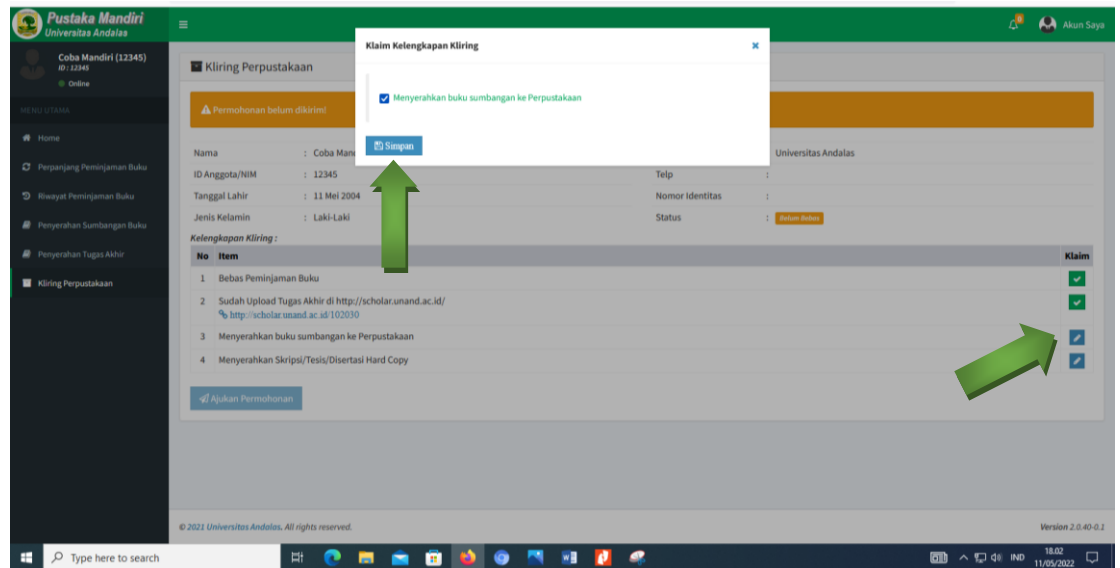 Pustaka Mandiri
Universitas Andalas
Akun Saya
Coba Mandiri (12345)
ID : 12345
Online
MENU UTAMA
Home
Perpanjang Peminjaman Buku
Riwayat Peminjaman Buku
Penyerahan Sumbangan Buku
Penyerahan Tugas Akhir
Kliring Perpustakaan
Klaim Kelengkapan Kliring ×
Menyerahkan buku sumbangan ke Perpustakaan
Simpan
Kliring Perpustakaan
Permohonan belum dikirim!
Nama : Coba Universitas Andalas
ID Anggota/NIM : 12345 Telp :
Tanggal Lahir : 11 Mei 2004 Nomor Identitas :
Jenis Kelamin : Laki-Laki Status : Belum Bebas
Kelengkapan Kliring :
No Item Klaim
1 Bebas Peminjaman Buku
2 Sudah Upload Tugas Akhir di http://scholar.unand.ac.id/
http://scholar.unand.ac.id/102030
3 Menyerahkan buku sumbangan ke Perpustakaan
4 Menyerahkan Skripsi/Tesis/Disertasi Hard Copy
Ajukan Permohonan
© 2021 Universitas Andalas. All rights reserved.
Version 2.0.40-0.1
Type here to search
IND
18.02
11/05/2022